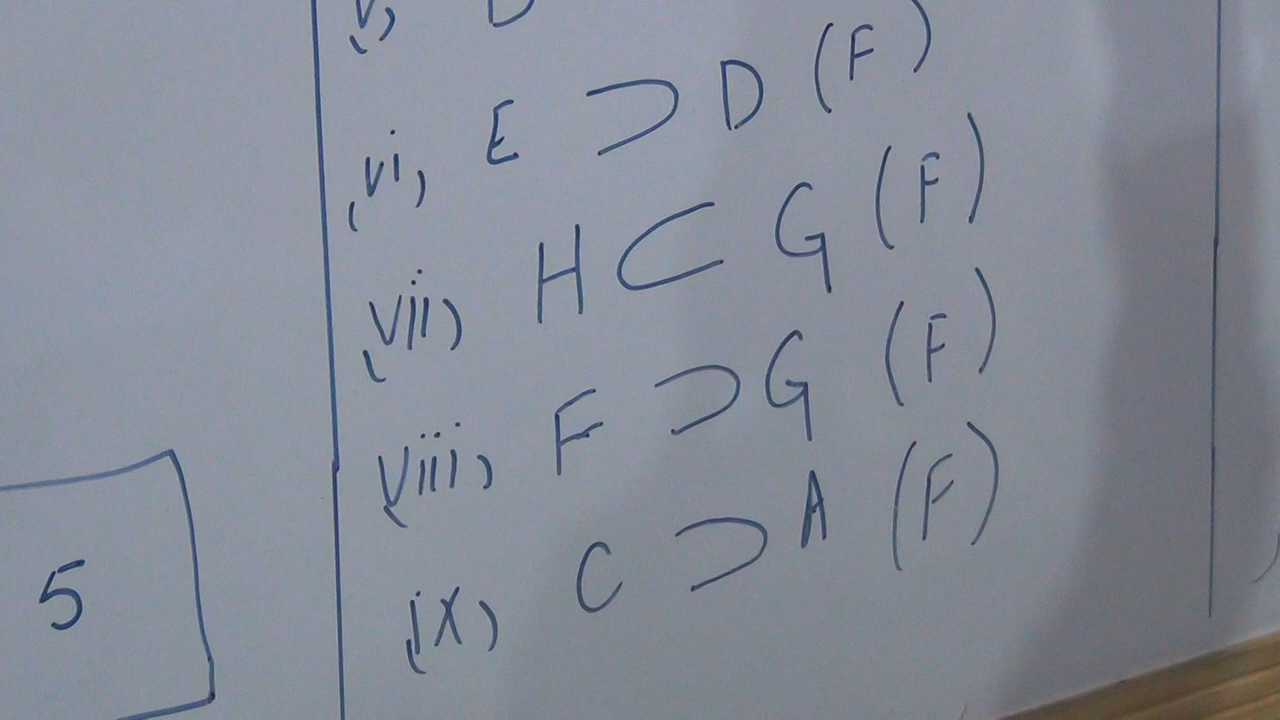 (vi) E ⊃ D (F)
(vii) H ⊂ G (F)
(viii) F ⊃ G (F)
(ix) C ⊃ A (F)
5